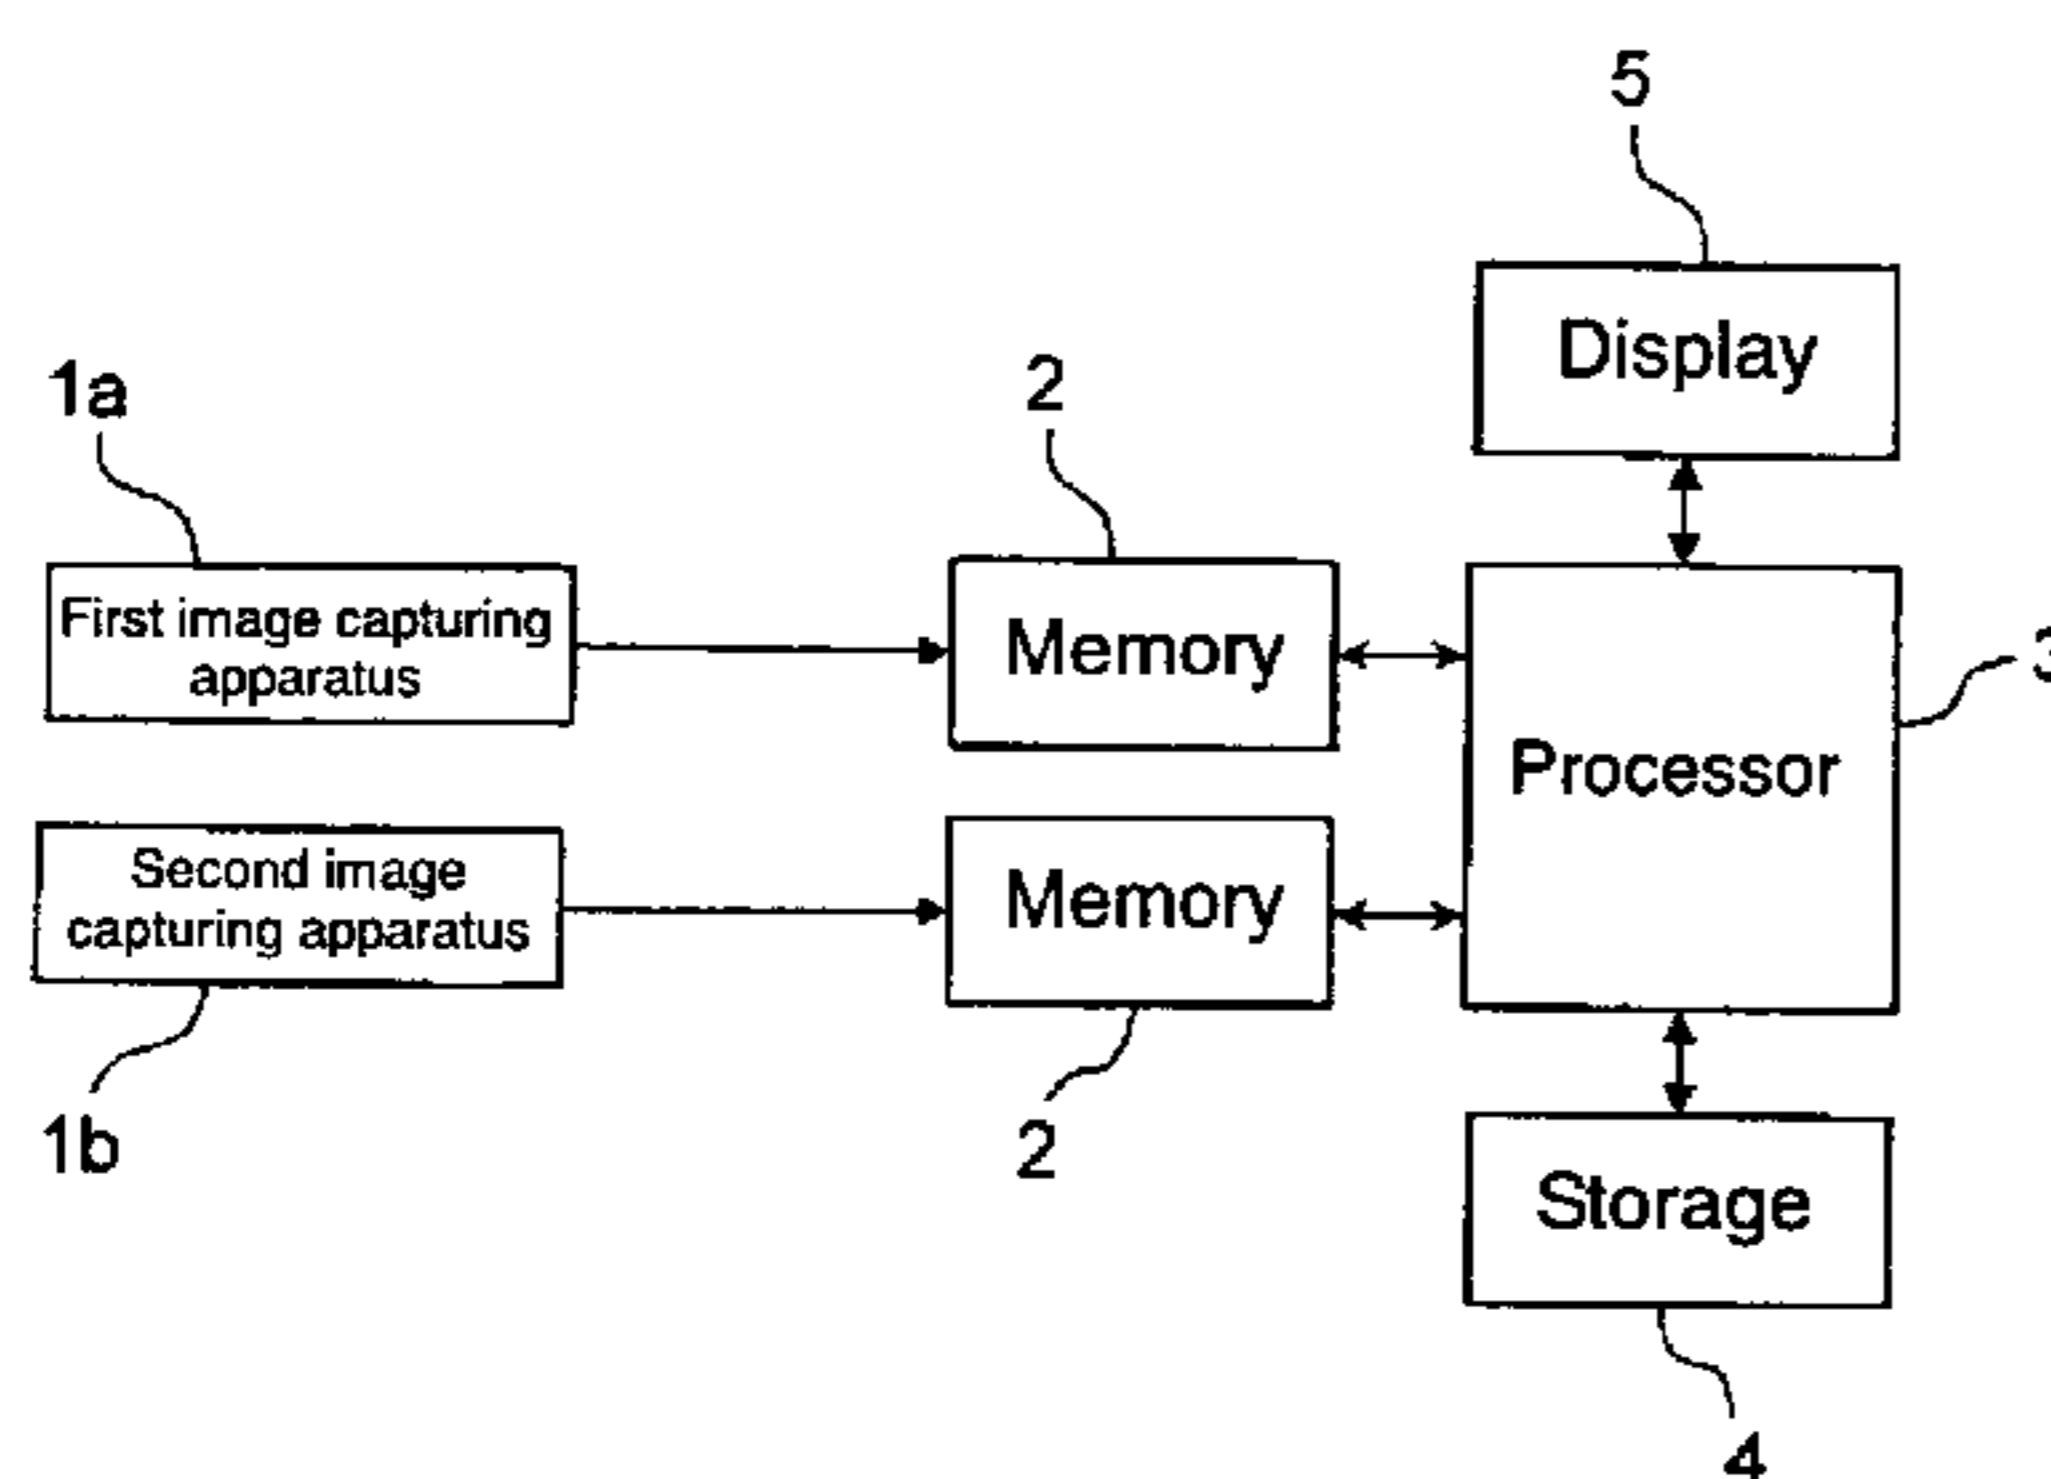 5
Display
1a
2
First image capturing
apparatus
Memory
3
Processor
Second image
capturing apparatus
Memory
1b
2
Storage
4